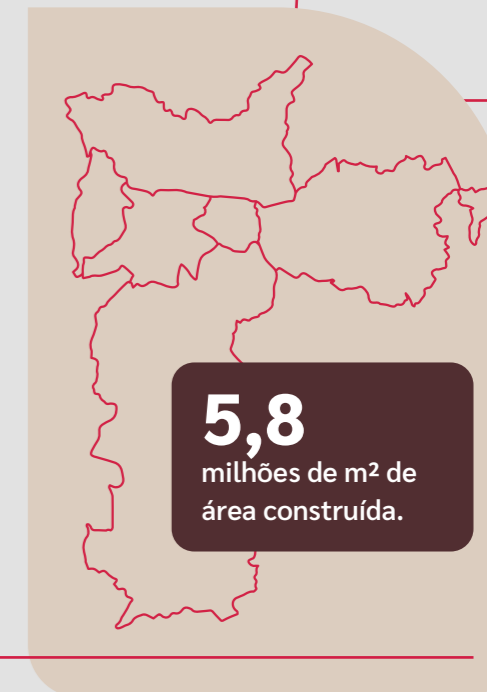 5,8
milhões de m² de
área construída.